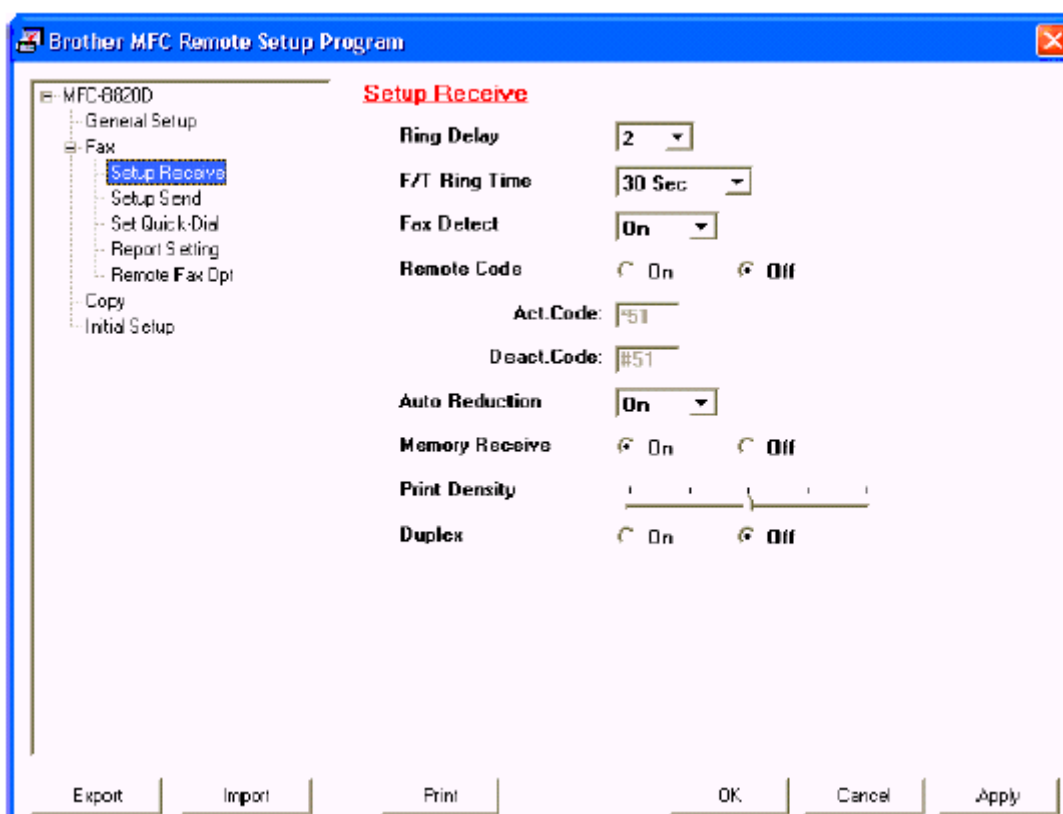 Brother MFC Remote Setup Program
MFC-8820D
General Setup
Fax
Setup Receive
Setup Send
Set Quick-Dial
Report Setting
Remote Fax Opt
Copy
Initial Setup
Setup Receive
Ring Delay 2
F/T Ring Time 30 Sec
Fax Detect On
Remote Code On Off
Act.Code: *51
Deact.Code: #51
Auto Reduction On
Memory Receive On Off
Print Density
Duplex On Off
Export Import Print OK Cancel Apply